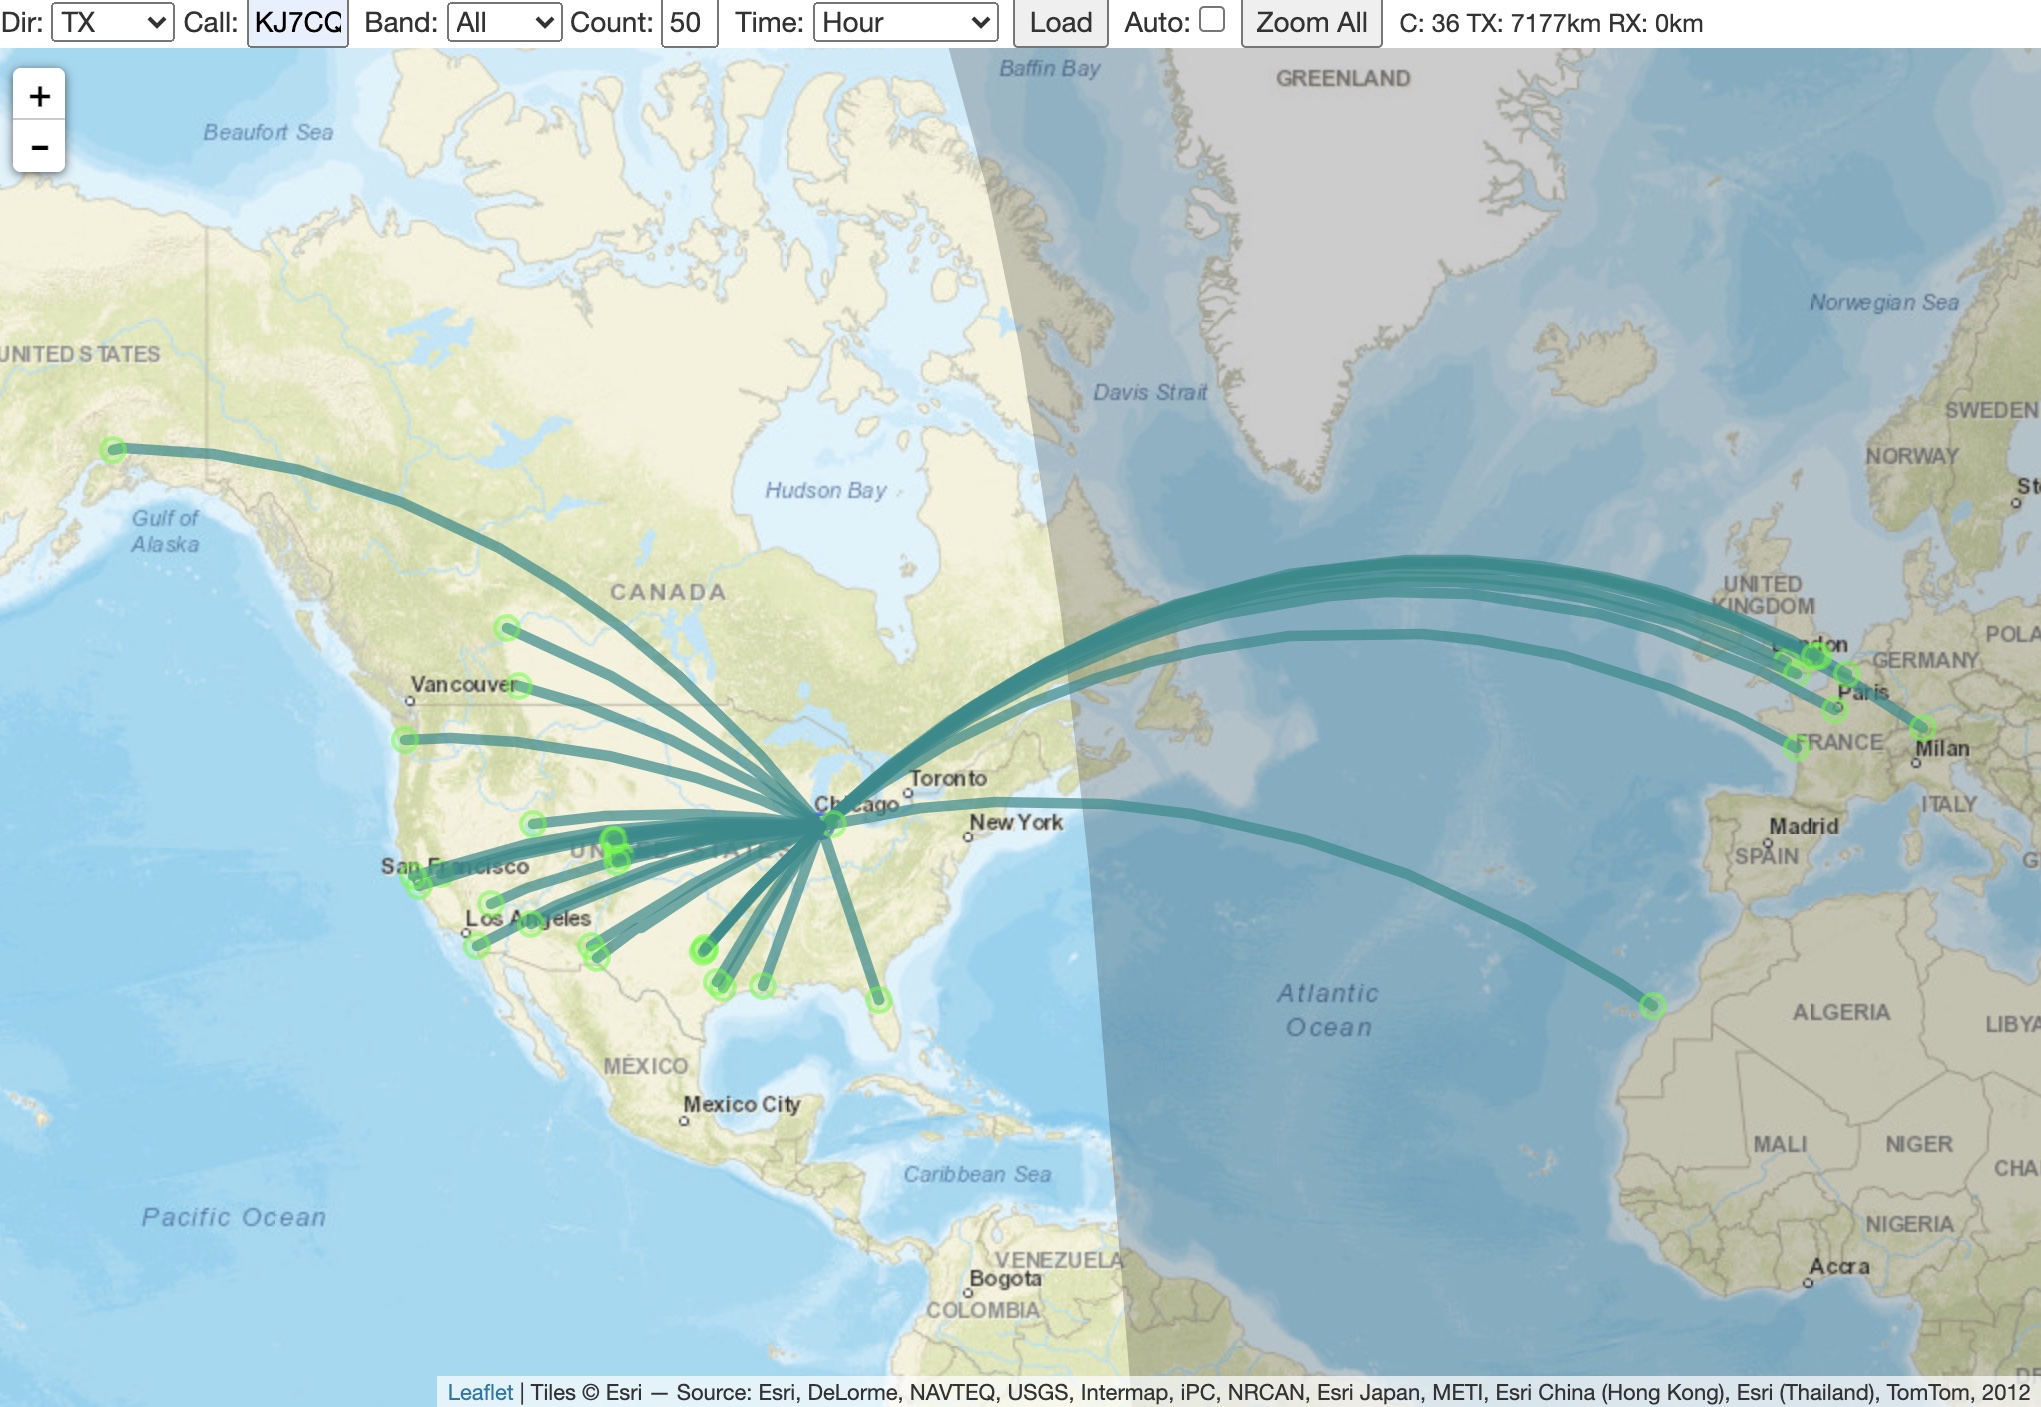 Dir: TX Call: KJ7CQ Band: All Count: 50 Time: Hour Load Auto: Zoom All C: 36 TX: 7177km RX: 0km
+
−
Baffin Bay
GREENLAND
Beaufort Sea
Norwegian Sea
UNITED STATES
Davis Strait
SWEDEN
NORWAY
Hudson Bay
St
Gulf of
Alaska
CANADA
UNITED
KINGDOM
London
POLA
GERMANY
Vancouver
Paris
FRANCE
Milan
Toronto
Chicago
ITALY
New York
Madrid
SPAIN
UNITED STATES
G
San Francisco
Los Angeles
Atlantic
Ocean
ALGERIA
LIBYA
MÉXICO
Mexico City
MALI
NIGER
CHA
Caribbean Sea
Pacific Ocean
NIGERIA
VENEZUELA
Bogota
Accra
COLOMBIA
Leaflet | Tiles © Esri — Source: Esri, DeLorme, NAVTEQ, USGS, Intermap, iPC, NRCAN, Esri Japan, METI, Esri China (Hong Kong), Esri (Thailand), TomTom, 2012